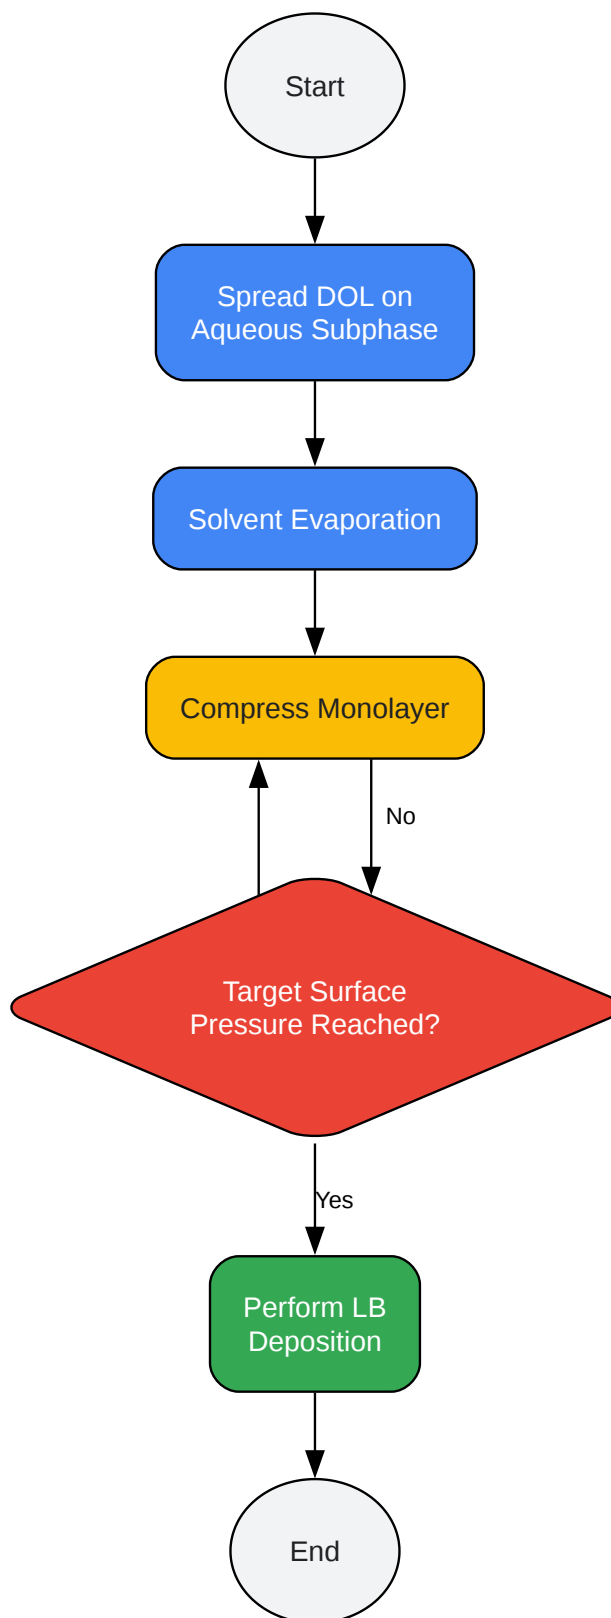 Start
Spread DOL on
Aqueous Subphase
Solvent Evaporation
Compress Monolayer
No
Target Surface
Pressure Reached?
Yes
Perform LB
Deposition
End